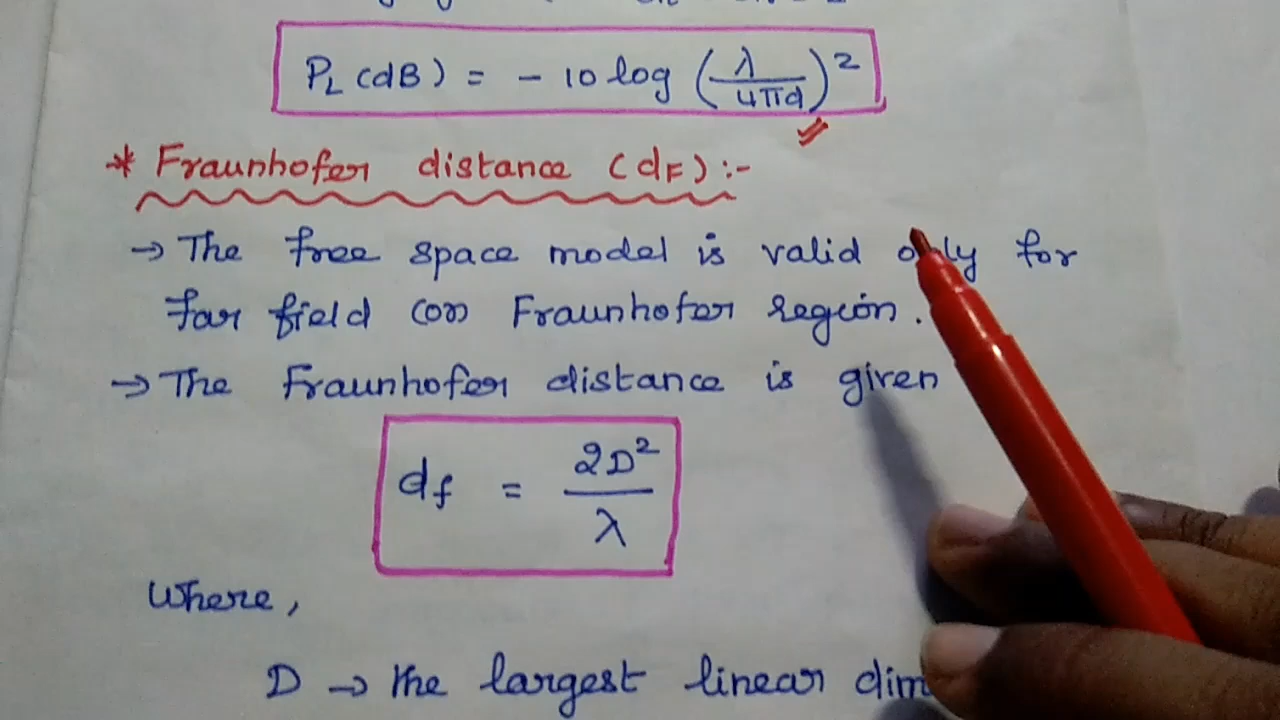 PL (dB) = - 10 log (λ/4πd)²
* Fraunhofer distance (dF) :-
→ The free space model is valid only for
far field (or) Fraunhofer region.
→ The Fraunhofer distance is given
df = 2D²/λ
Where,
D → the largest linear